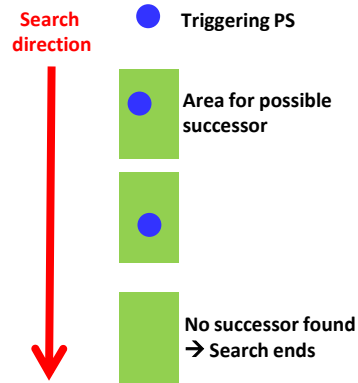 Search
direction
Triggering PS
Area for possible
successor
No successor found
→ Search ends